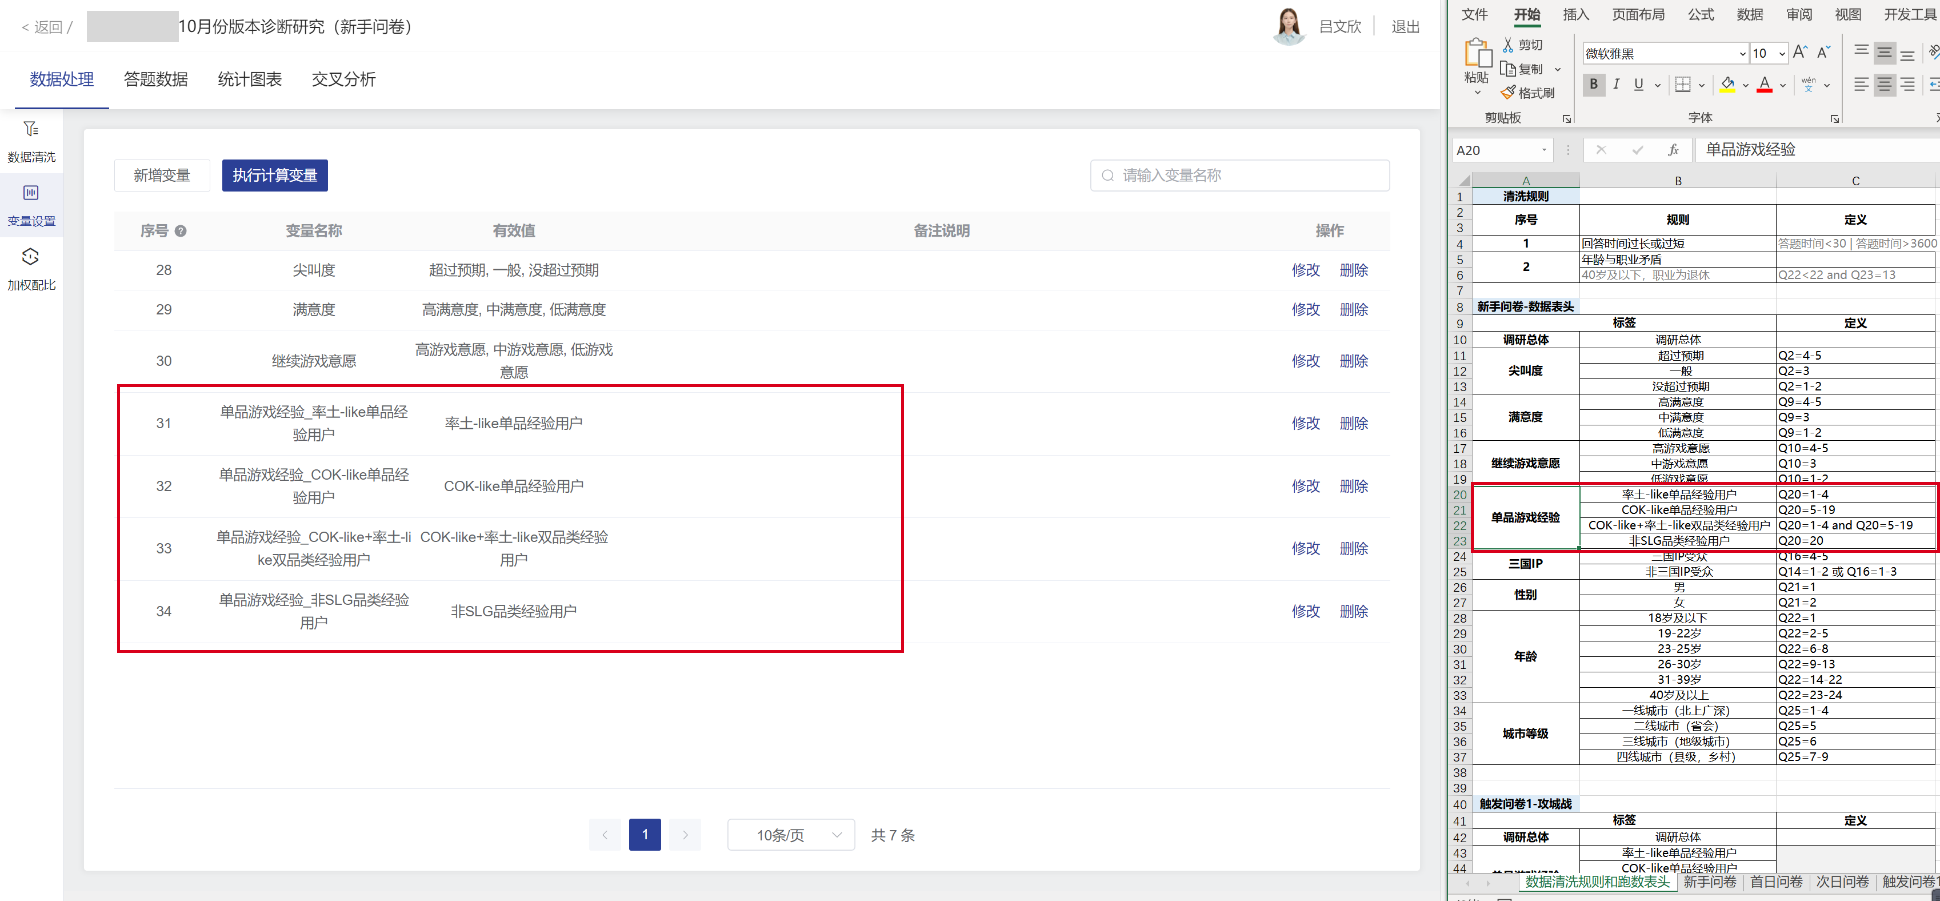 < 返回 /
10月份版本诊断研究（新手问卷）
吕文欣
退出
数据处理
答题数据
统计图表
交叉分析
数据清洗
变量设置
加权配比
新增变量
执行计算变量
请输入变量名称
序号 变量名称 有效值 备注说明 操作
28 尖叫度 超过预期, 一般, 没超过预期 修改 删除
29 满意度 高满意度, 中满意度, 低满意度 修改 删除
30 继续游戏意愿 高游戏意愿, 中游戏意愿, 低游戏
意愿 修改 删除
31 单品游戏经验_率土-like单品经
验用户 率土-like单品经验用户 修改 删除
32 单品游戏经验_COK-like单品经
验用户 COK-like单品经验用户 修改 删除
33 单品游戏经验_COK-like+率土-li
ke双品类经验用户 COK-like+率土-like双品类经验
用户 修改 删除
34 单品游戏经验_非SLG品类经验
用户 非SLG品类经验用户 修改 删除
< 1 >
10条/页
共 7 条
文件 开始 插入 页面布局 公式 数据 审阅 视图 开发工具
粘贴
剪切
复制
格式刷
剪贴板
微软雅黑 10
B I U
字体
A20
fx 单品游戏经验
A B C
1 清洗规则
2
序号 规则 定义
3
4 1 回答时间过长或过短 答题时间<30 | 答题时间>3600
5 年龄与职业矛盾
2
6 40岁及以下，职业为退休 Q22<22 and Q23=13
7
8 新手问卷-数据表头
9 标签 定义
10 调研总体 调研总体
11 超过预期 Q2=4-5
12 尖叫度 一般 Q2=3
13 没超过预期 Q2=1-2
14 高满意度 Q9=4-5
15 满意度 中满意度 Q9=3
16 低满意度 Q9=1-2
17 高游戏意愿 Q10=4-5
18 继续游戏意愿 中游戏意愿 Q10=3
19 低游戏意愿 Q10=1-2
20 率土-like单品经验用户 Q20=1-4
21 COK-like单品经验用户 Q20=5-19
单品游戏经验
22 COK-like+率土-like双品类经验用户 Q20=1-4 and Q20=5-19
23 非SLG品类经验用户 Q20=20
24 三国IP受众 Q16=4-5
三国IP
25 非三国IP受众 Q14=1-2 或 Q16=1-3
26 男 Q21=1
性别
27 女 Q21=2
28 18岁及以下 Q22=1
29 19-22岁 Q22=2-5
30 23-25岁 Q22=6-8
年龄
31 26-30岁 Q22=9-13
32 31-39岁 Q22=14-22
33 40岁及以上 Q22=23-24
34 一线城市（北上广深） Q25=1-4
35 二线城市（省会） Q25=5
城市等级
36 三线城市（地级城市） Q25=6
37 四线城市（县级，乡村） Q25=7-9
38
39
40 触发问卷1-攻城战
41 标签 定义
42 调研总体 调研总体
43 率土-like单品经验用户
44 COK-like单品经验用户
数据清洗规则和跑数表头 新手问卷 首日问卷 次日问卷 触发问卷1